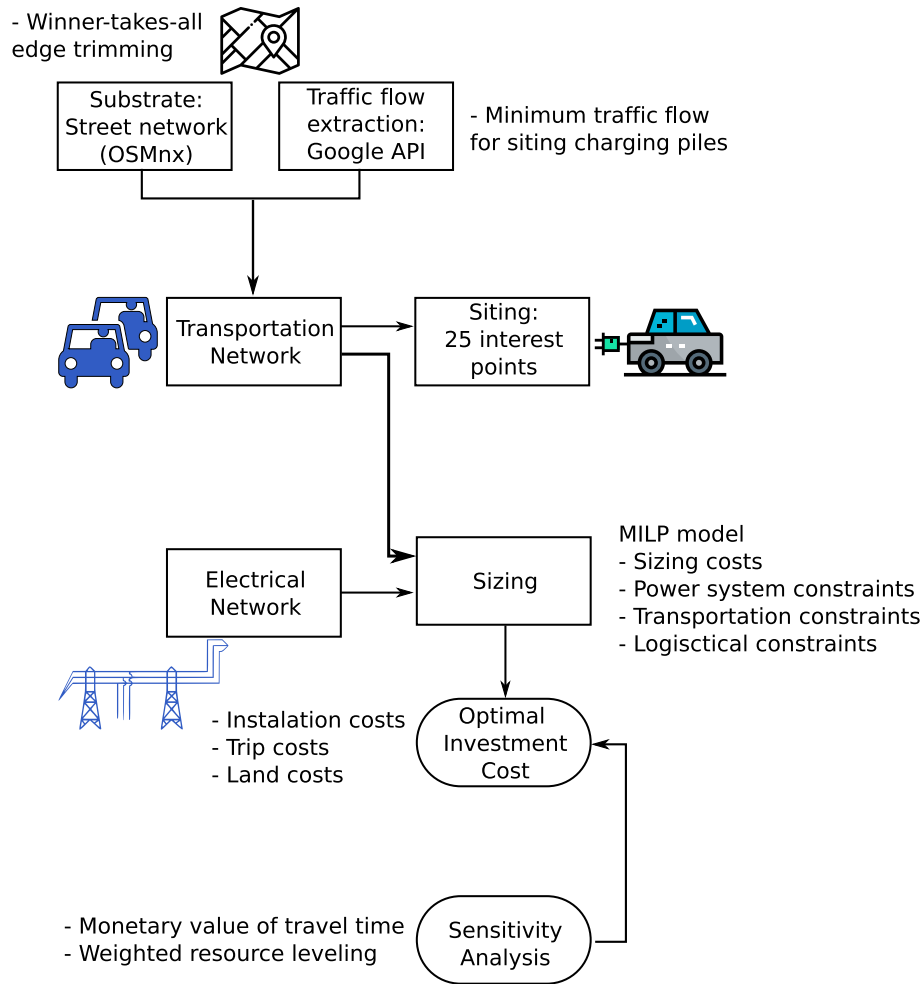 - Winner-takes-all
edge trimming
Substrate:
Street network
(OSMnx)
Traffic flow
extraction:
Google API
- Minimum traffic flow
for siting charging piles
Transportation
Network
Siting:
25 interest
points
Electrical
Network
Sizing
MILP model
- Sizing costs
- Power system constraints
- Transportation constraints
- Logisctical constraints
- Instalation costs
- Trip costs
- Land costs
Optimal
Investment
Cost
- Monetary value of travel time
- Weighted resource leveling
Sensitivity
Analysis